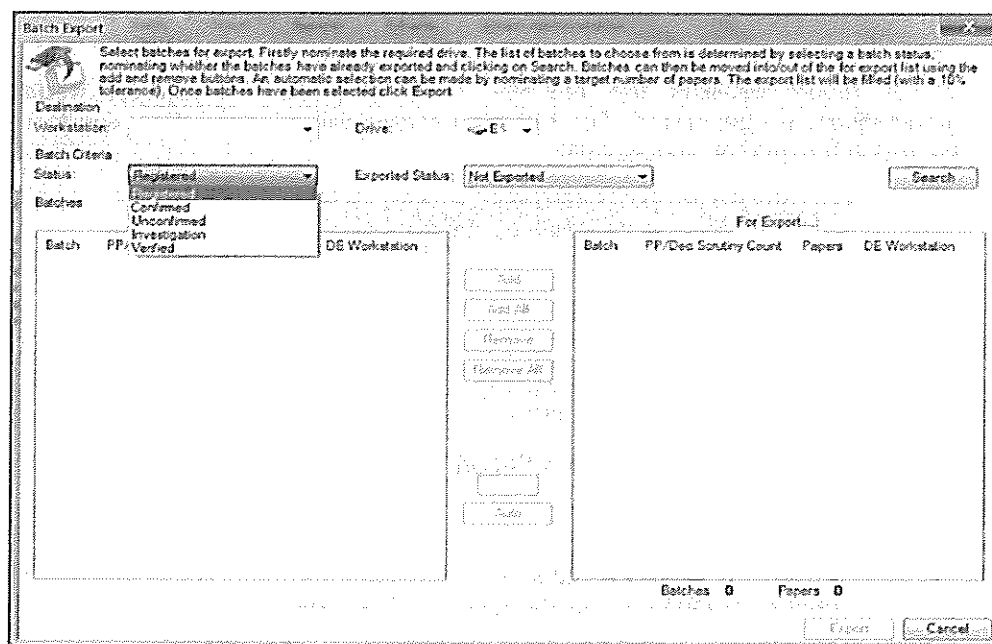 Batch Export
Select batches for export. Firstly nominate the required drive. The list of batches to choose from is determined by selecting a batch status,
nominating whether the batches have already exported and clicking on Search. Batches can then be moved into/out of the for export list using the
add and remove buttons. An automatic selection can be made by nominating a target number of papers. The export list will be filled (with a 10%
tolerance). Once batches have been selected click Export
Destination
Workstation: Drive: E:\
Batch Criteria
Status: Registered Exported Status: Not Exported Search
Registered
Confirmed
Batches
Unconfirmed
Investigation
Verified
For Export
Batch PP/ DE Workstation
Batch PP/Dec Scrutiny Count Papers DE Workstation
Add
Add All
Remove
Remove All
Auto
Batches 0 Papers 0
Export Cancel